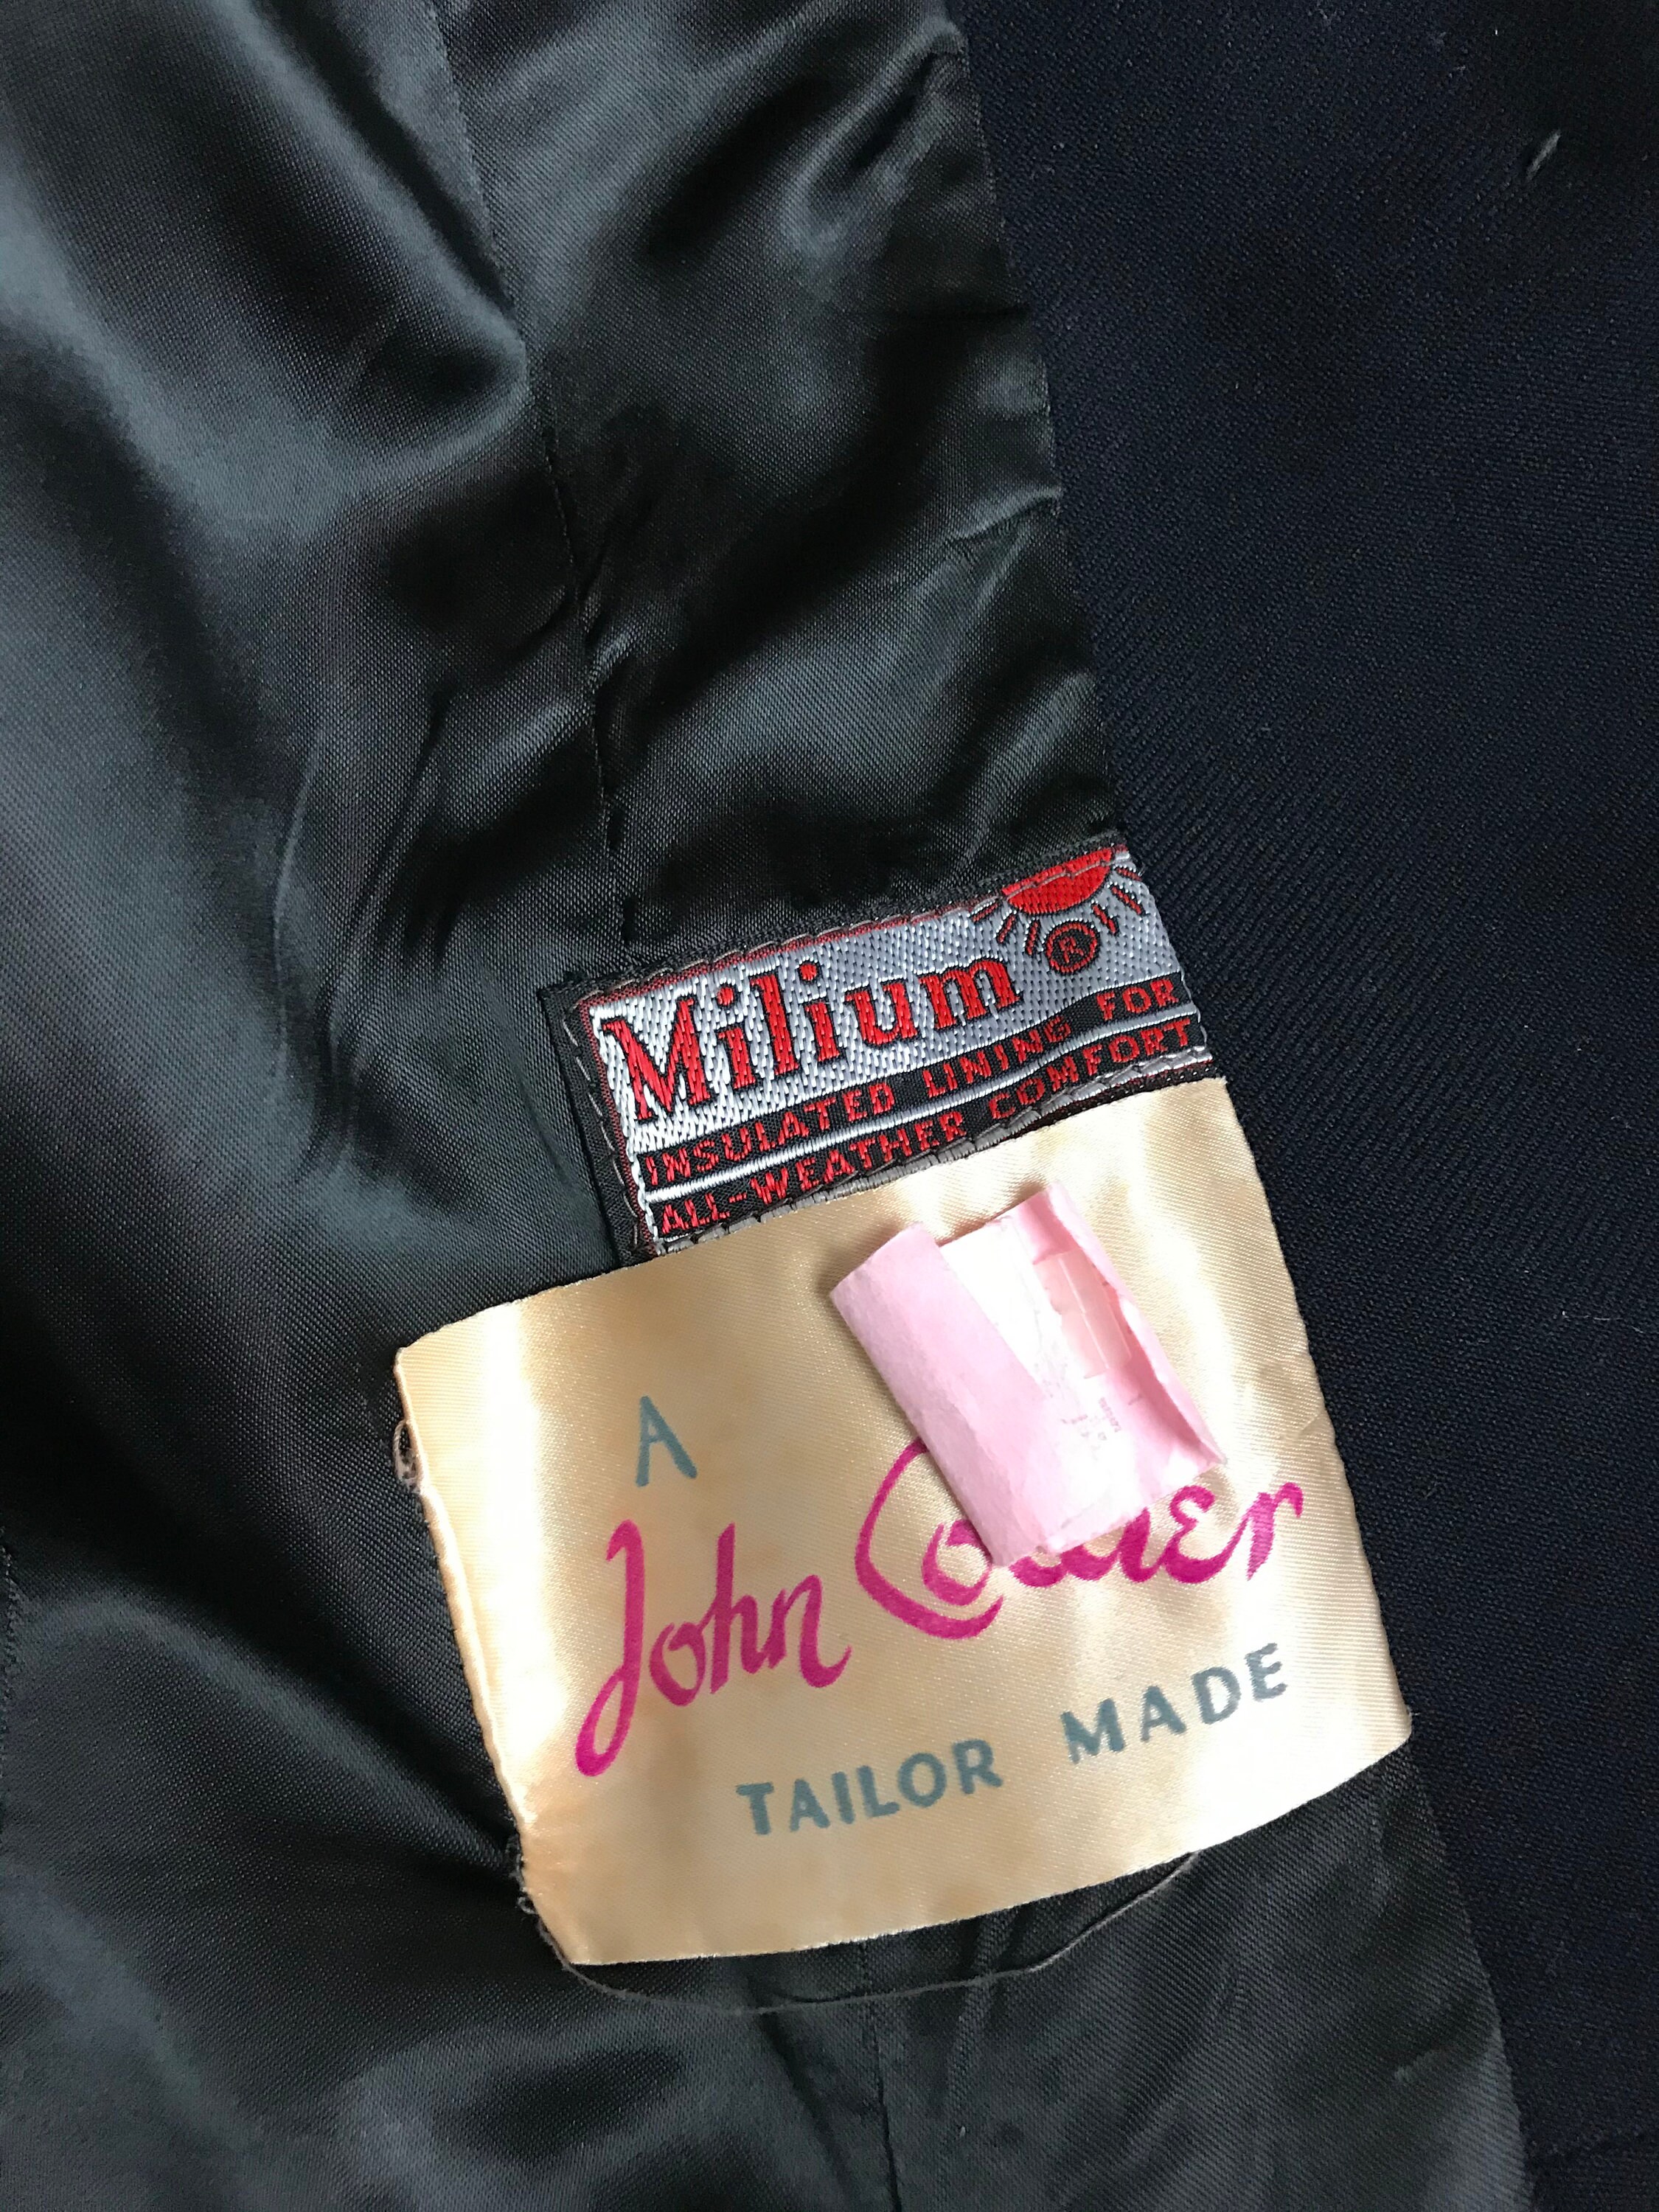 Milium ®
INSULATED LINING FOR
ALL-WEATHER COMFORT
A
John Collier
TAILOR MADE